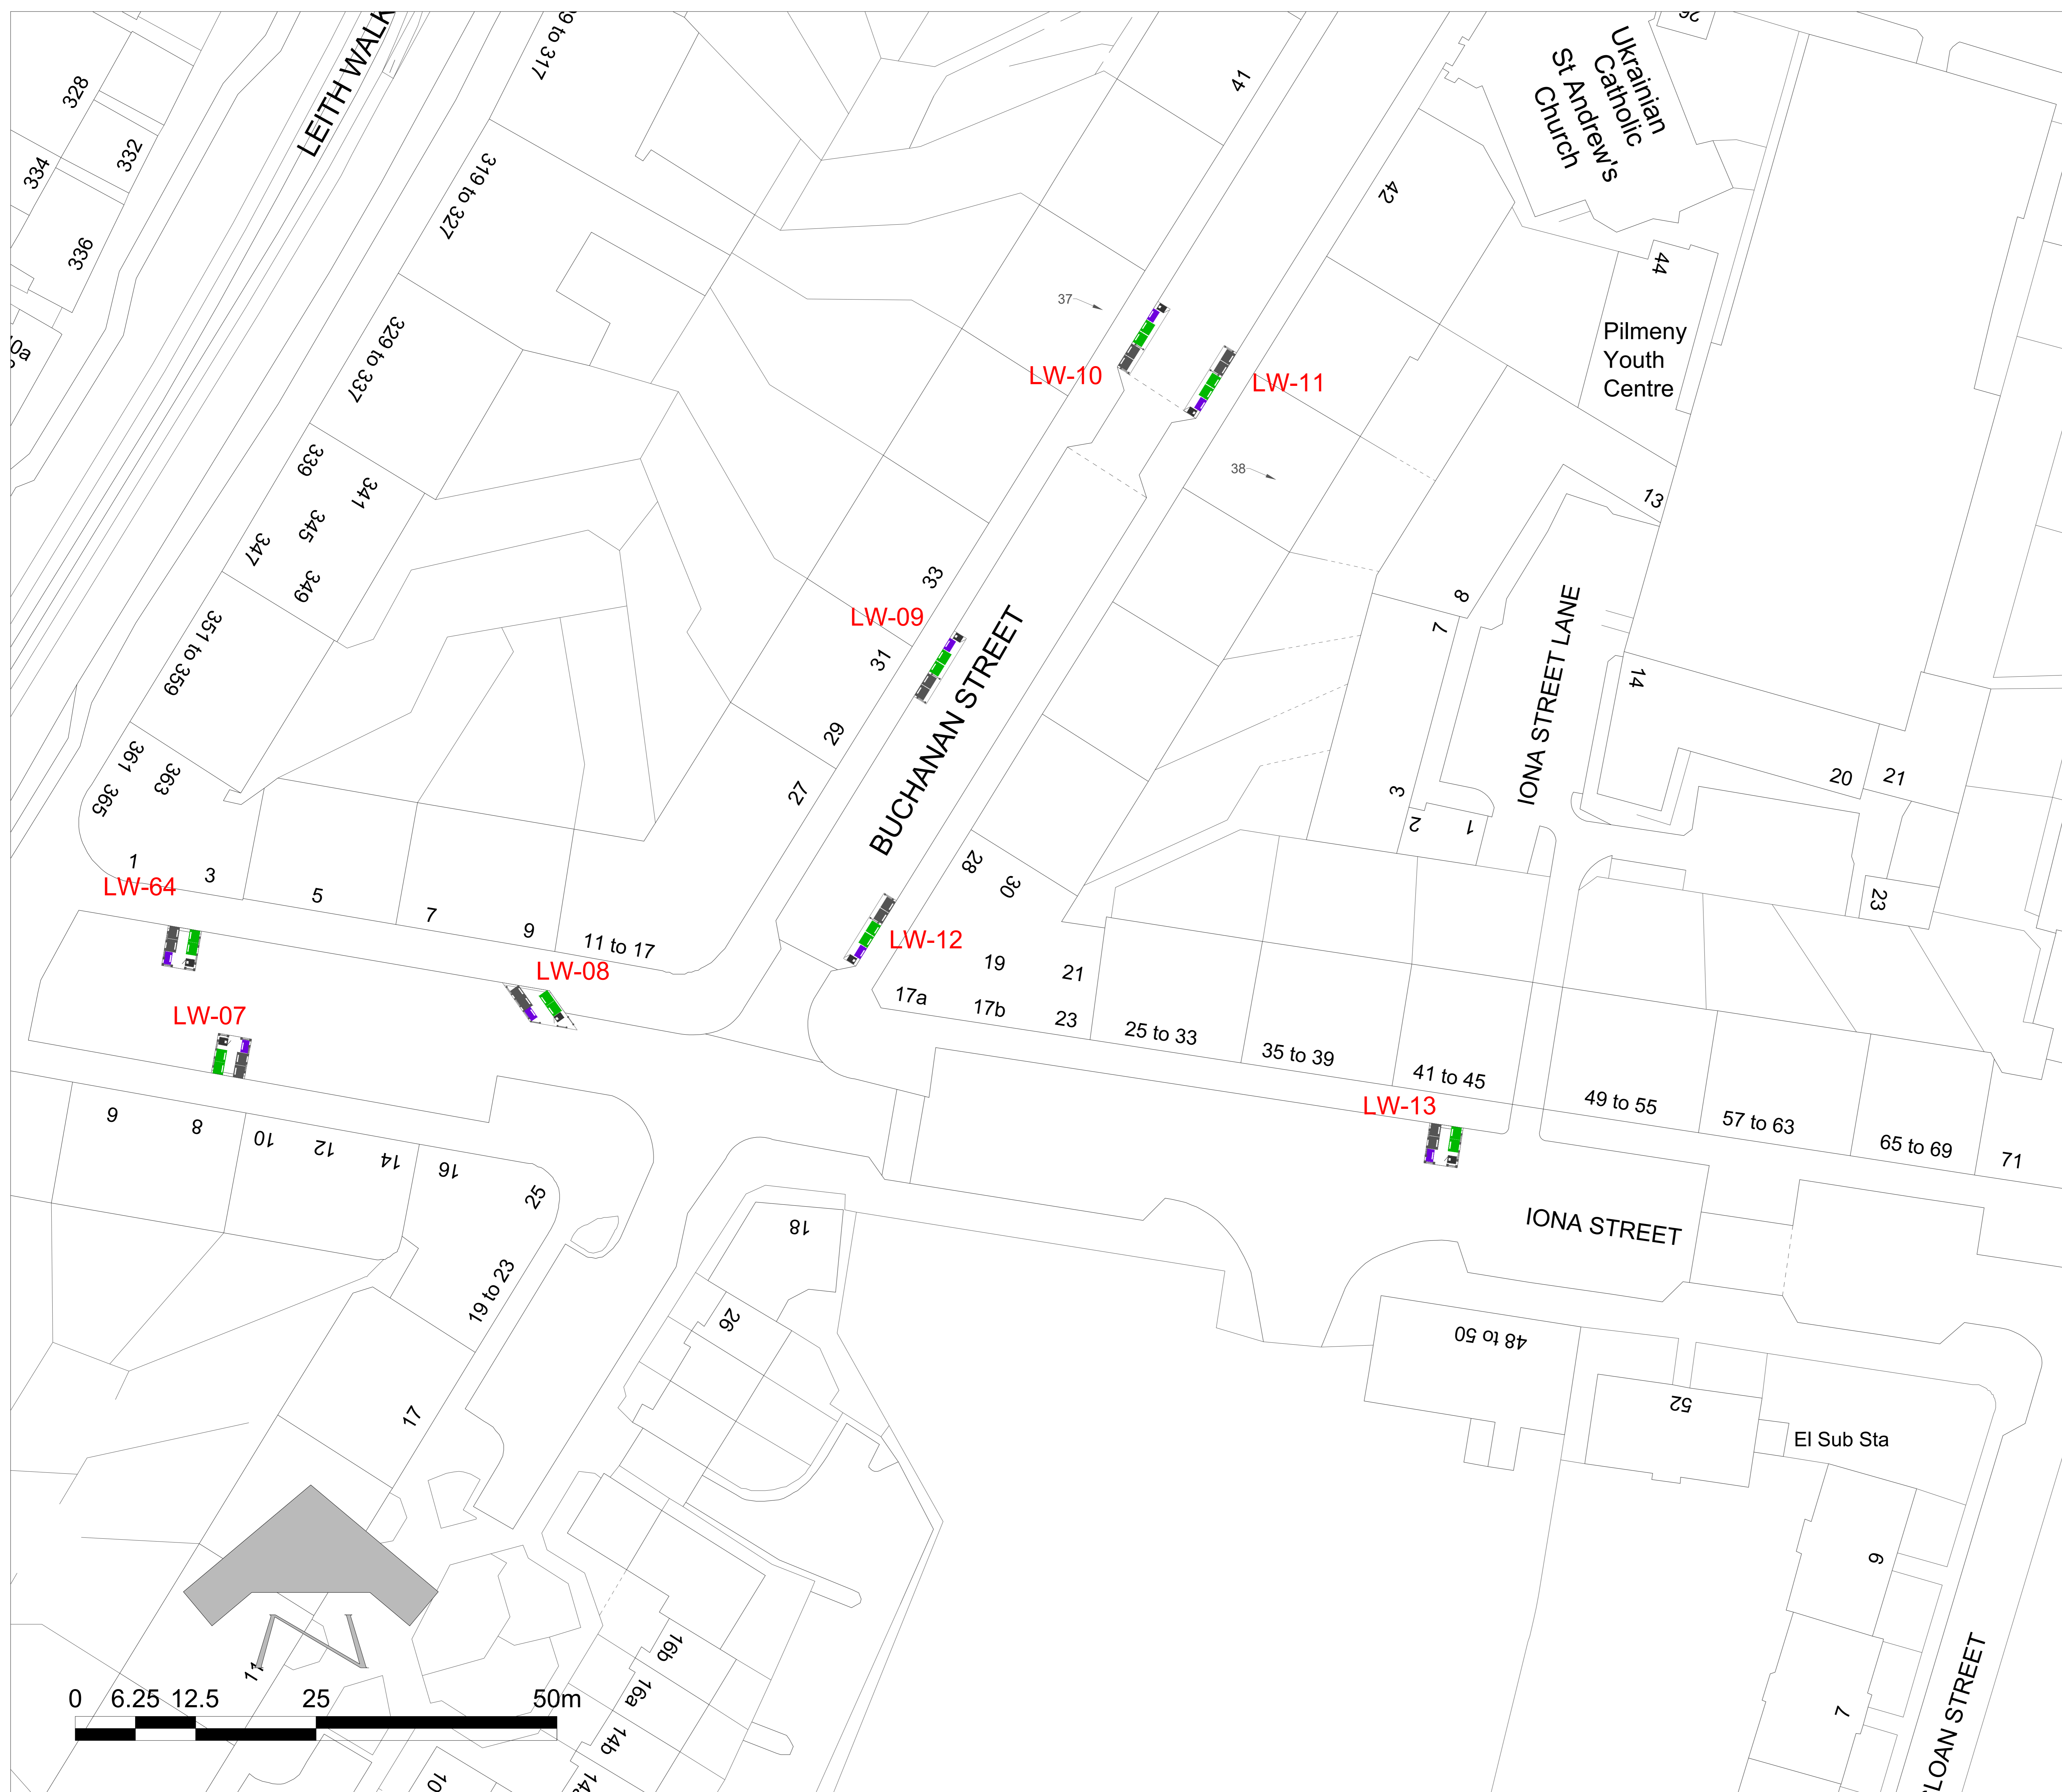 LEITH WALK
328
332
334
336
317
319 to 327
329 to 337
339
341
345
347
349
351 to 359
361
363
365
1
3
5
7
9
11 to 17
LW-64
LW-07
LW-08
LW-09
LW-10
LW-11
LW-12
LW-13
41
42
37
38
33
31
29
27
BUCHANAN STREET
28
30
19
21
17a
17b
23
25 to 33
35 to 39
41 to 45
49 to 55
57 to 63
65 to 69
71
Ukrainian
Catholic
St Andrew's
Church
26
44
Pilmeny
Youth
Centre
13
8
7
3
2
1
IONA STREET LANE
14
20
21
23
IONA STREET
6
8
10
12
14
16
25
19 to 23
17
11
18
26
48 to 50
52
El Sub Sta
6
7
SLOAN STREET
16b
16a
14b
10
N
0 6.25 12.5 25 50m